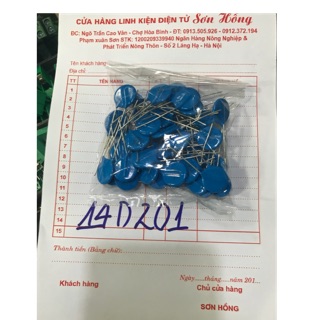 CỬA HÀNG LINH KIỆN ĐIỆN TỬ Sơn Hồng
ĐC: Ngõ Trần Cao Vân - Chợ Hòa Bình - ĐT: 0913.505.926 - 0912.372.194
Phạm xuân Sơn STK: 1200209339940 Ngân Hàng Nông Nghiệp &
Phát Triển Nông Thôn - Số 2 Láng Hạ - Hà Nội
Tên khách hàng
Địa chỉ
TT TÊN HÀNG
1
2
3
4
5
6
7
8
9
10
11
12
13
14
15
14D201
Thành tiền (Bằng chữ):
Ngày.....tháng.....năm 201...
Khách hàng
Chủ cửa hàng
SƠN HỒNG